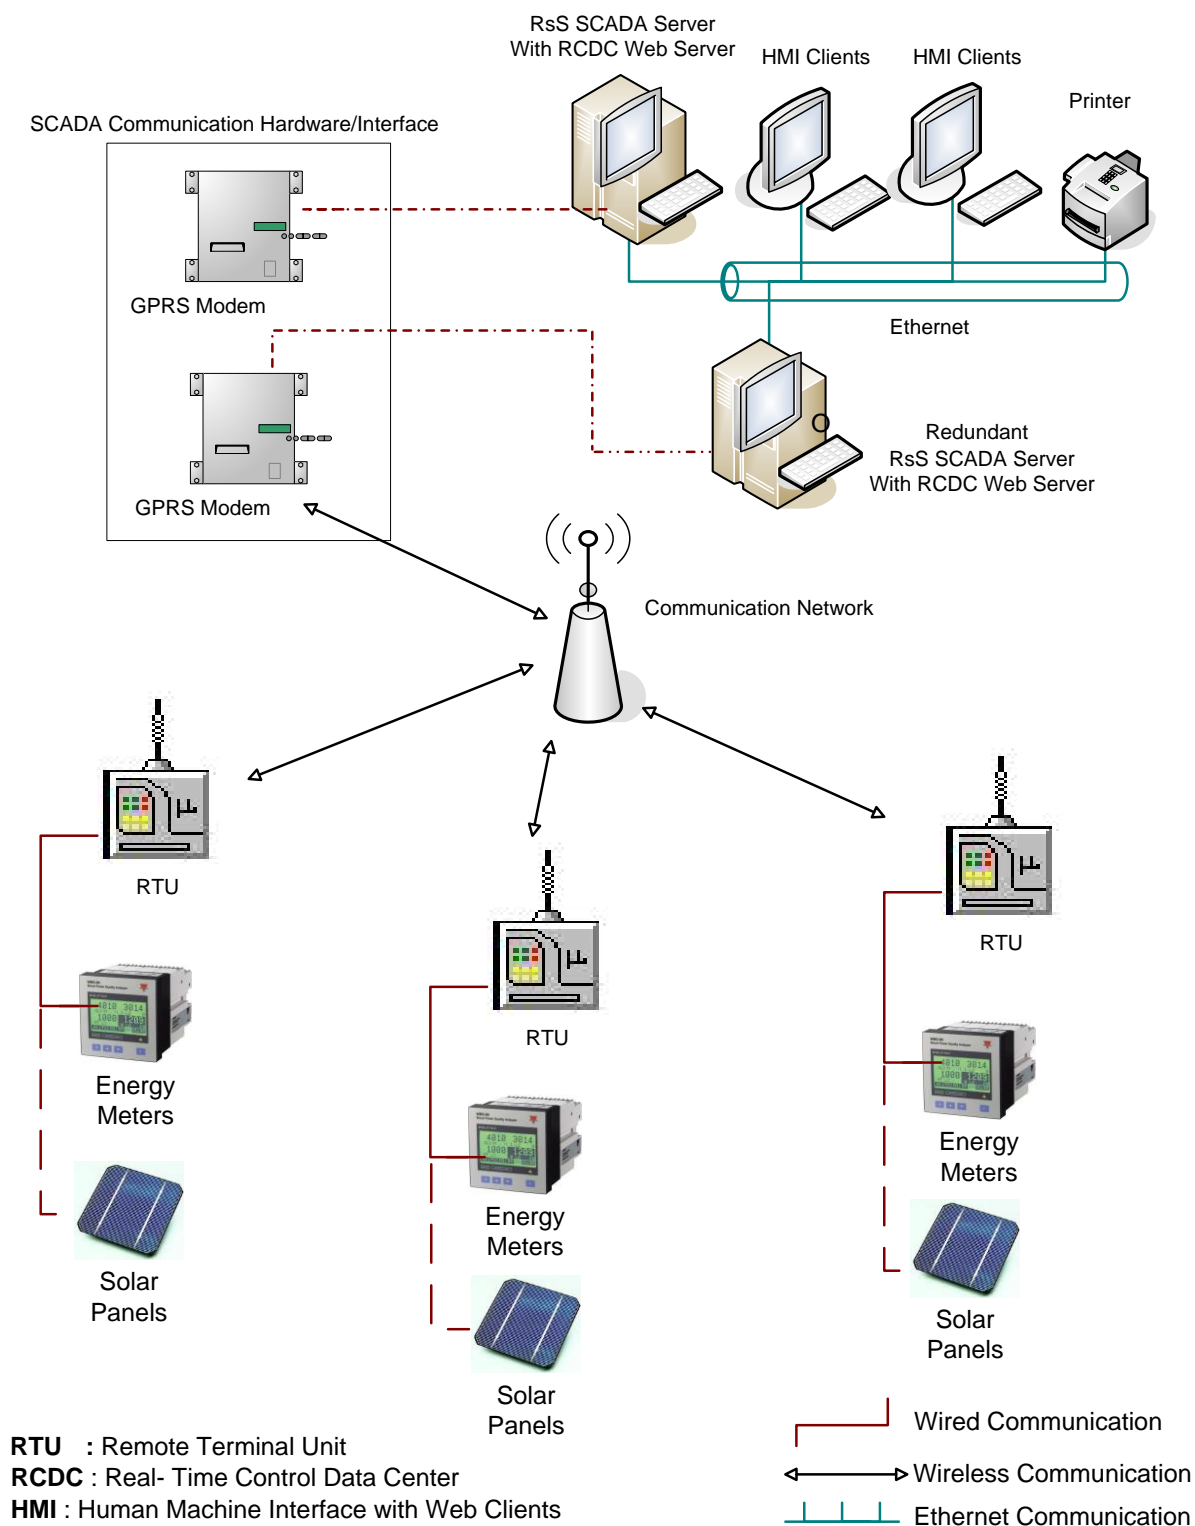 RsS SCADA Server
With RCDC Web Server
HMI Clients
HMI Clients
Printer
SCADA Communication Hardware/Interface
GPRS Modem
Ethernet
GPRS Modem
Redundant
RsS SCADA Server
With RCDC Web Server
Communication Network
RTU
RTU
RTU
Energy
Meters
Energy
Meters
Energy
Meters
Solar
Panels
Solar
Panels
Solar
Panels
RTU : Remote Terminal Unit
RCDC : Real- Time Control Data Center
HMI : Human Machine Interface with Web Clients
Wired Communication
Wireless Communication
Ethernet Communication